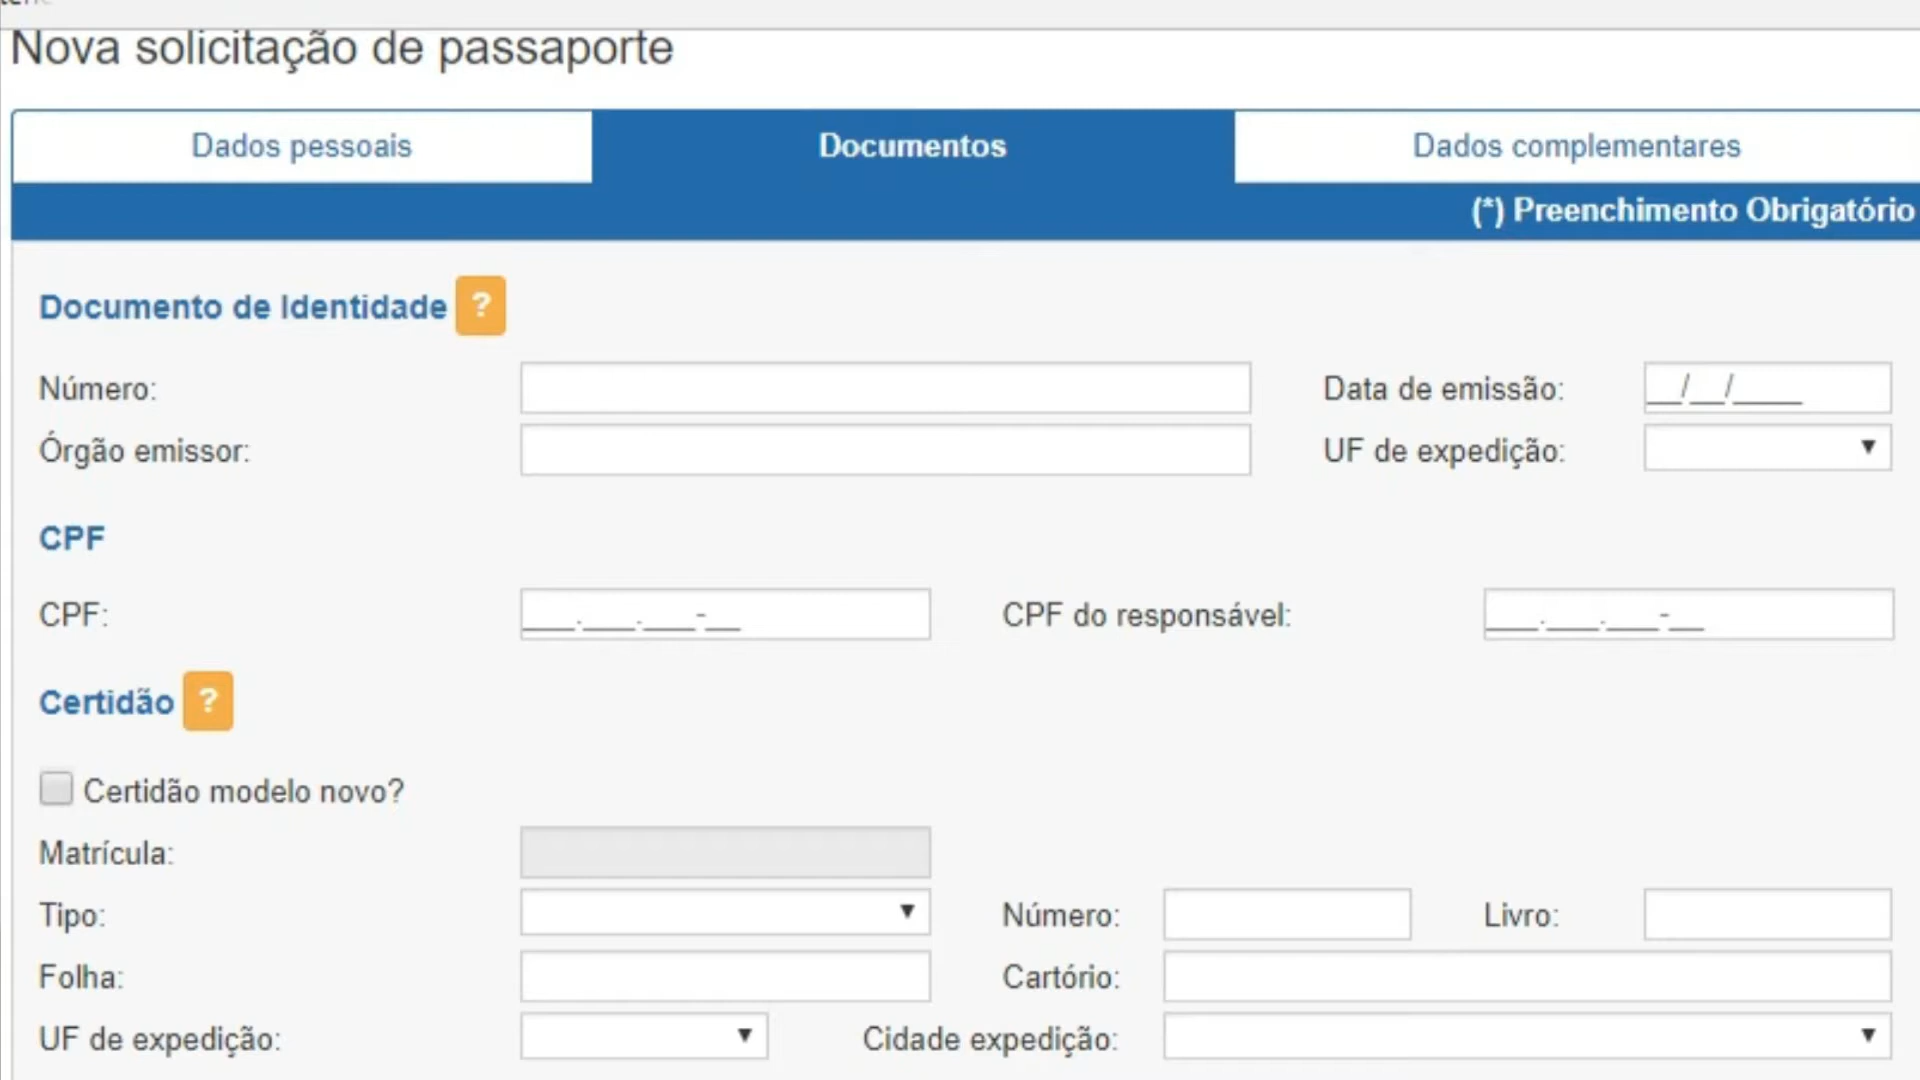 Nova solicitação de passaporte
Dados pessoais Documentos Dados complementares
(*) Preenchimento Obrigatório
Documento de Identidade ?
Número: Data de emissão: __/__/____
Órgão emissor: UF de expedição:
CPF
CPF: ___.___.___-__ CPF do responsável: ___.___.___-__
Certidão ?
Certidão modelo novo?
Matrícula:
Tipo: Número: Livro:
Folha: Cartório:
UF de expedição: Cidade expedição: